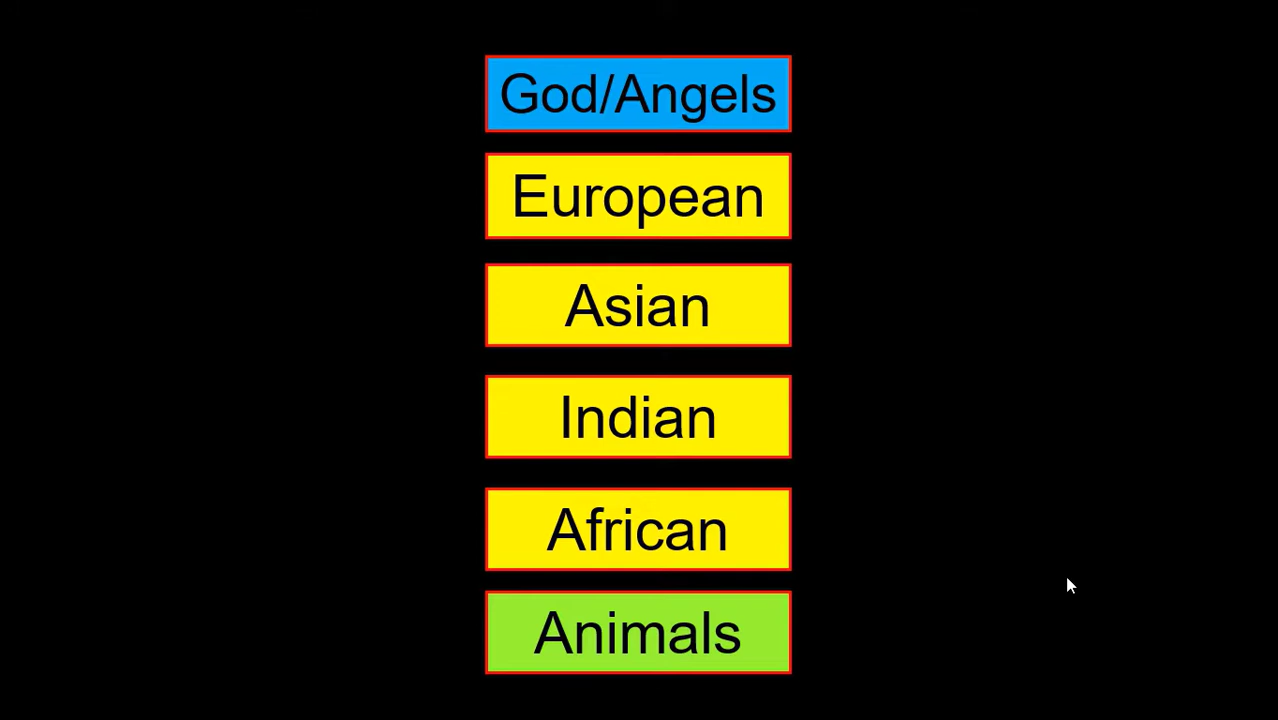 God/Angels
European
Asian
Indian
African
Animals